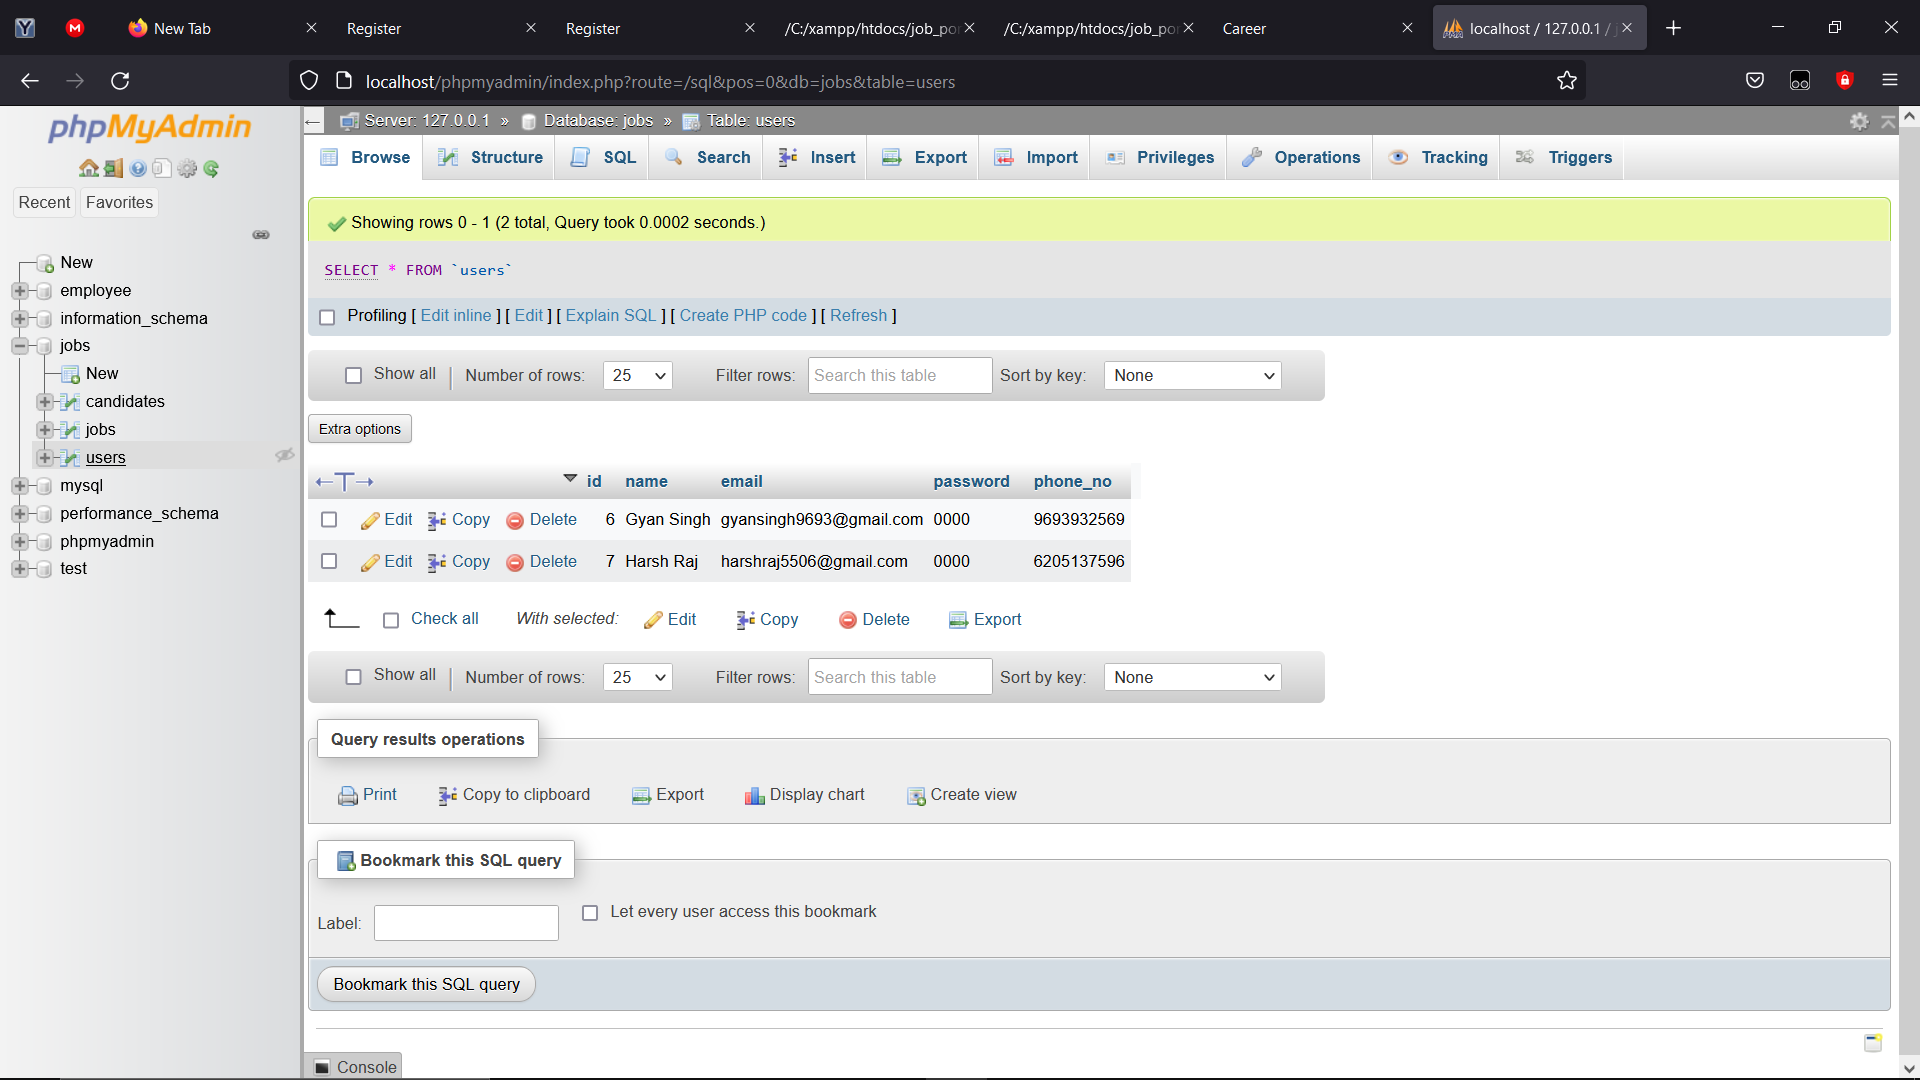 New Tab
Register
Register
/C:/xampp/htdocs/job_por
/C:/xampp/htdocs/job_por
Career
localhost / 127.0.0.1 / j
localhost/phpmyadmin/index.php?route=/sql&pos=0&db=jobs&table=users
phpMyAdmin
Recent
Favorites
New
employee
information_schema
jobs
New
candidates
jobs
users
mysql
performance_schema
phpmyadmin
test
Server: 127.0.0.1 » Database: jobs » Table: users
Browse Structure SQL Search Insert Export Import Privileges Operations Tracking Triggers
Showing rows 0 - 1 (2 total, Query took 0.0002 seconds.)
SELECT * FROM `users`
Profiling [ Edit inline ] [ Edit ] [ Explain SQL ] [ Create PHP code ] [ Refresh ]
Show all | Number of rows: 25 Filter rows: Search this table Sort by key: None
Extra options
id name email password phone_no
Edit Copy Delete 6 Gyan Singh gyansingh9693@gmail.com 0000 9693932569
Edit Copy Delete 7 Harsh Raj harshraj5506@gmail.com 0000 6205137596
Check all With selected: Edit Copy Delete Export
Show all | Number of rows: 25 Filter rows: Search this table Sort by key: None
Query results operations
Print Copy to clipboard Export Display chart Create view
Bookmark this SQL query
Label: Let every user access this bookmark
Bookmark this SQL query
Console